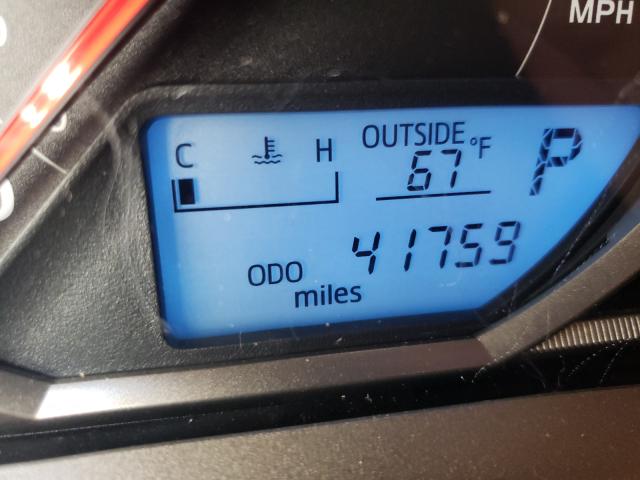 MPH
OUTSIDE
C H 67 °F P
ODO 41759
miles